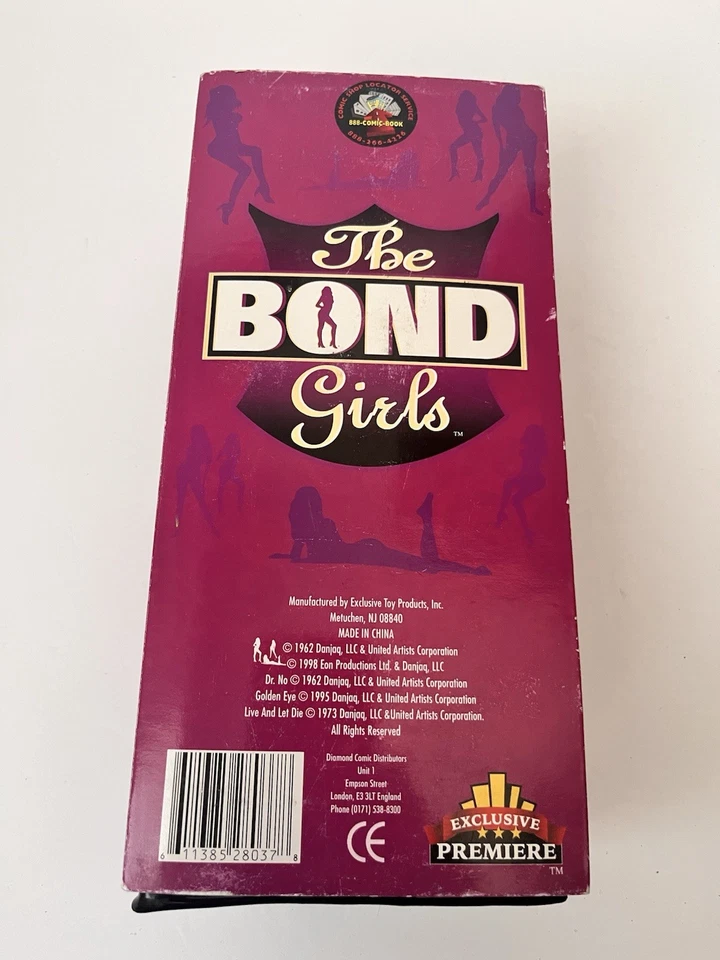 COMIC SHOP LOCATOR SERVICE
888-COMIC-BOOK
888-266-4226
The
BOND
Girls
TM
Manufactured by Exclusive Toy Products, Inc.
Metuchen, NJ 08840
MADE IN CHINA
© 1962 Danjaq, LLC & United Artists Corporation
© 1998 Eon Productions Ltd. & Danjaq, LLC
Dr. No © 1962 Danjaq, LLC & United Artists Corporation
Golden Eye © 1995 Danjaq, LLC & United Artists Corporation
Live And Let Die © 1973 Danjaq, LLC &United Artists Corporation.
All Rights Reserved
Diamond Comic Distributors
Unit 1
Empson Street
London, E3 3LT England
Phone (0171) 538-8300
CE
6 11385 28037 8
EXCLUSIVE
PREMIERE
TM